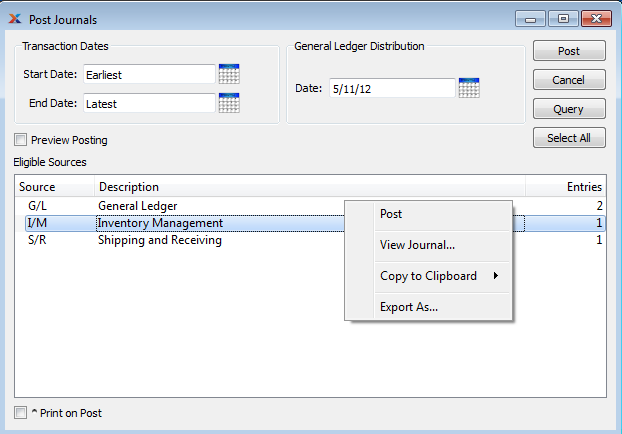 Post Journals
Transaction Dates
Start Date: Earliest
End Date: Latest
General Ledger Distribution
Date: 5/11/12
Post
Cancel
Query
Select All
Preview Posting
Eligible Sources
Source Description Entries
G/L General Ledger 2
I/M Inventory Management 1
S/R Shipping and Receiving 1
Post
View Journal...
Copy to Clipboard
Export As...
^ Print on Post